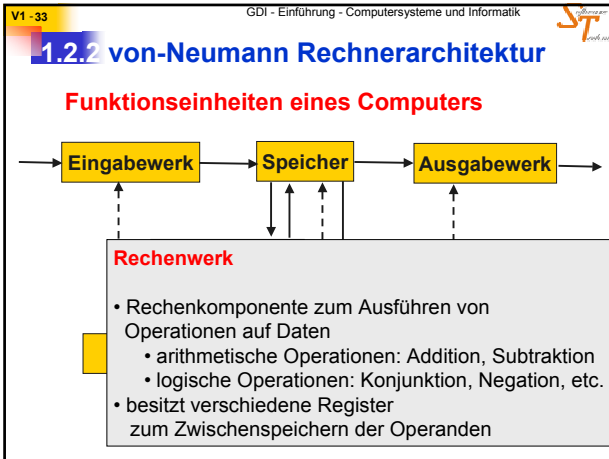 V1 - 33
GDI - Einführung - Computersysteme und Informatik
1.2.2 von-Neumann Rechnerarchitektur
Funktionseinheiten eines Computers
Eingabewerk
Speicher
Ausgabewerk
Rechenwerk
• Rechenkomponente zum Ausführen von
Operationen auf Daten
• arithmetische Operationen: Addition, Subtraktion
• logische Operationen: Konjunktion, Negation, etc.
• besitzt verschiedene Register
zum Zwischenspeichern der Operanden